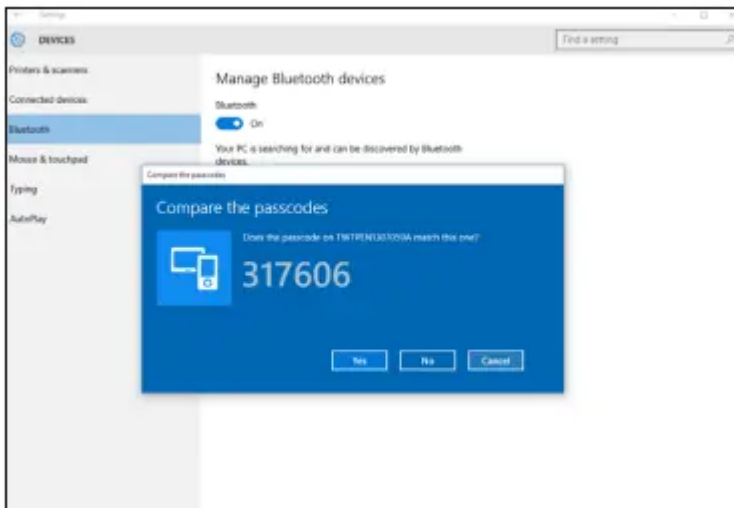 Settings
DEVICES
Find a setting
Printers & scanners
Connected devices
Bluetooth
Mouse & touchpad
Typing
AutoPlay
Manage Bluetooth devices
Bluetooth
On
Your PC is searching for and can be discovered by Bluetooth
devices.
Compare the passcodes
Compare the passcodes
Does the passcode on match this one?
317606
Yes
No
Cancel